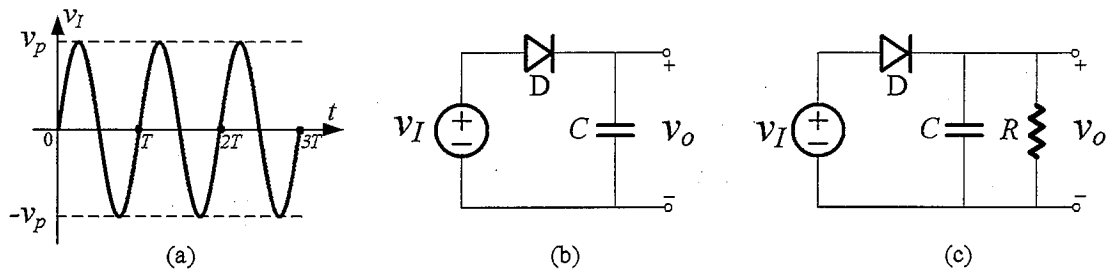 v_I
v_p
0 T 2T 3T t
-v_p
(a)
D
+
v_I + − C v_o
−
(b)
D
+
v_I + − C R v_o
−
(c)